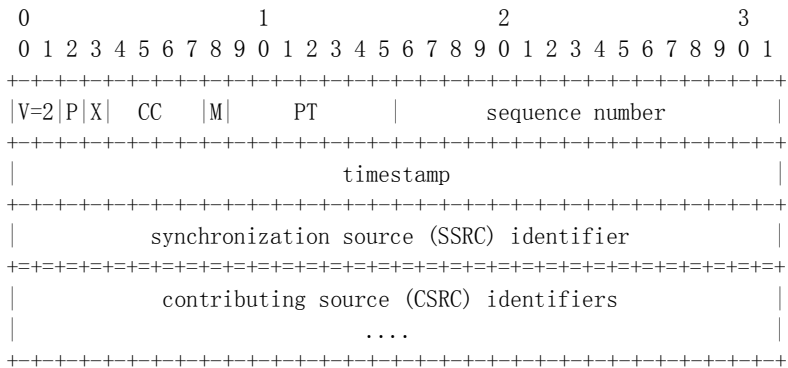 0                   1                   2                   3
0 1 2 3 4 5 6 7 8 9 0 1 2 3 4 5 6 7 8 9 0 1 2 3 4 5 6 7 8 9 0 1
+-+-+-+-+-+-+-+-+-+-+-+-+-+-+-+-+-+-+-+-+-+-+-+-+-+-+-+-+-+-+-+-+
|V=2|P|X|  CC   |M|     PT      |       sequence number         |
+-+-+-+-+-+-+-+-+-+-+-+-+-+-+-+-+-+-+-+-+-+-+-+-+-+-+-+-+-+-+-+-+
|                           timestamp                           |
+-+-+-+-+-+-+-+-+-+-+-+-+-+-+-+-+-+-+-+-+-+-+-+-+-+-+-+-+-+-+-+-+
|           synchronization source (SSRC) identifier            |
+=+=+=+=+=+=+=+=+=+=+=+=+=+=+=+=+=+=+=+=+=+=+=+=+=+=+=+=+=+=+=+=+
|            contributing source (CSRC) identifiers             |
|                             ....                              |
+-+-+-+-+-+-+-+-+-+-+-+-+-+-+-+-+-+-+-+-+-+-+-+-+-+-+-+-+-+-+-+-+